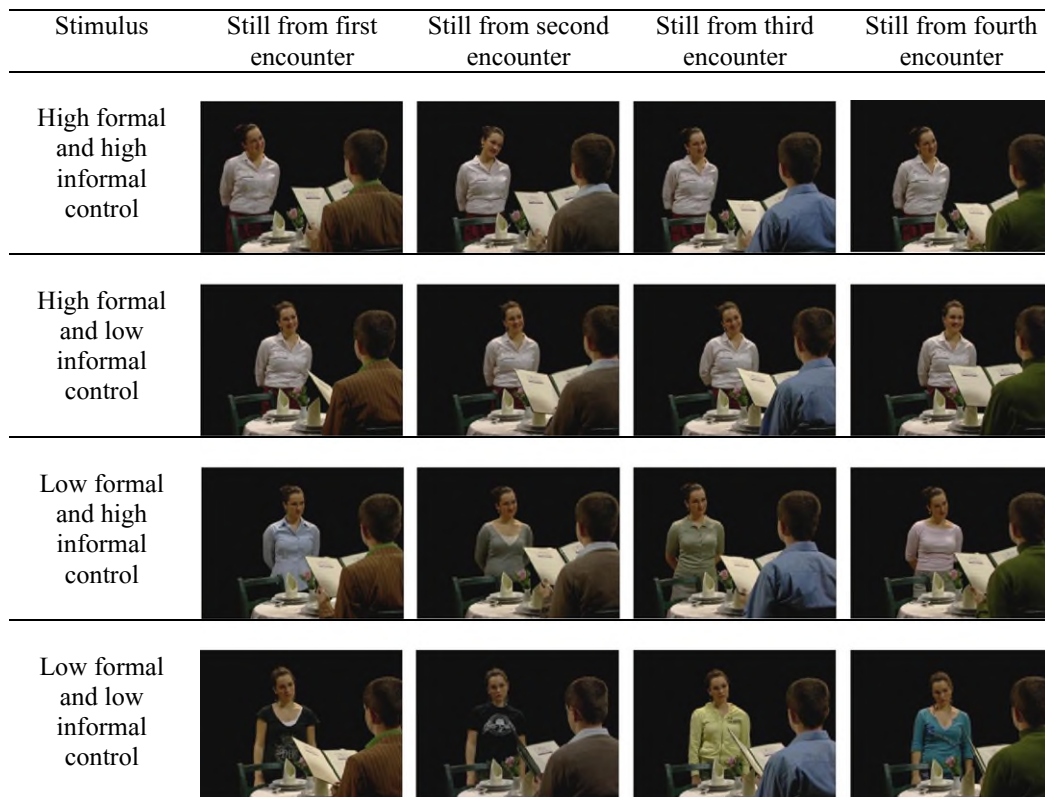 Stimulus
Still from first
encounter
Still from second
encounter
Still from third
encounter
Still from fourth
encounter
High formal
and high
informal
control
High formal
and low
informal
control
Low formal
and high
informal
control
Low formal
and low
informal
control